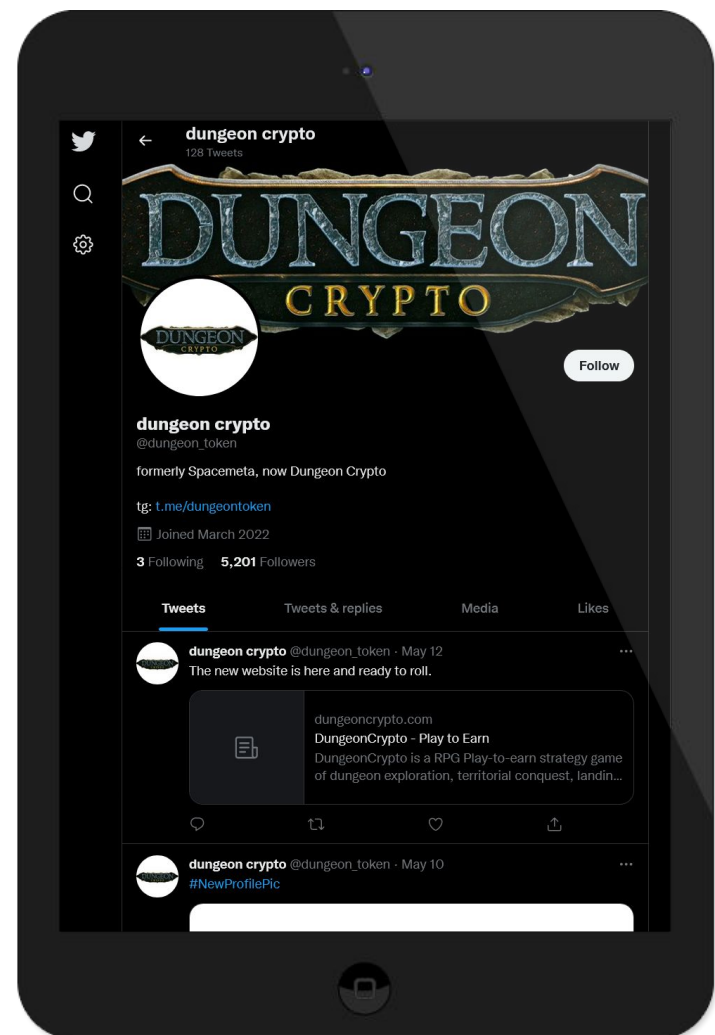 dungeon crypto
128 Tweets
DUNGEON
CRYPTO
DUNGEON
CRYPTO
Follow
dungeon crypto
@dungeon_token
formerly Spacemeta, now Dungeon Crypto
tg: t.me/dungeontoken
Joined March 2022
3 Following 5,201 Followers
Tweets Tweets & replies Media Likes
dungeon crypto @dungeon_token · May 12
The new website is here and ready to roll.
dungeoncrypto.com
DungeonCrypto - Play to Earn
DungeonCrypto is a RPG Play-to-earn strategy game
of dungeon exploration, territorial conquest, landin...
dungeon crypto @dungeon_token · May 10
#NewProfilePic